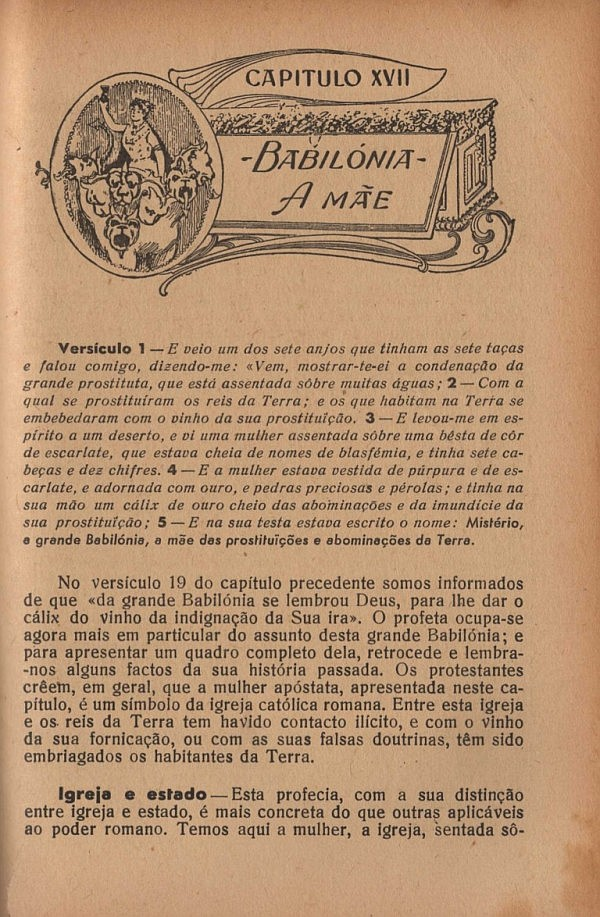 CAPITULO XVII
-BABILÓNIA-
A MÃE
Versículo 1 — E veio um dos sete anjos que tinham as sete taças
e falou comigo, dizendo-me: «Vem, mostrar-te-ei a condenação da
grande prostituta, que está assentada sôbre muitas águas; 2 — Com a
qual se prostituíram os reis da Terra; e os que habitam na Terra se
embebedaram com o vinho da sua prostituïção. 3 — E levou-me em es-
pírito a um deserto, e vi uma mulher assentada sôbre uma bêsta de côr
de escarlate, que estava cheia de nomes de blasfémia, e tinha sete ca-
beças e dez chifres. 4 — E a mulher estava vestida de púrpura e de es-
carlate, e adornada com ouro, e pedras preciosas e pérolas; e tinha na
sua mão um cálix de ouro cheio das abominações e da imundície da
sua prostituïção; 5 — E na sua testa estava escrito o nome: Mistério,
a grande Babilónia, a mãe das prostituïções e abominações da Terra.
No versículo 19 do capítulo precedente somos informados
de que «da grande Babilónia se lembrou Deus, para lhe dar o
cálix do vinho da indignação da Sua ira». O profeta ocupa-se
agora mais em particular do assunto desta grande Babilónia; e
para apresentar um quadro completo dela, retrocede e lembra-
-nos alguns factos da sua história passada. Os protestantes
crêem, em geral, que a mulher apóstata, apresentada neste ca-
pítulo, é um símbolo da igreja católica romana. Entre esta igreja
e os reis da Terra tem havido contacto ilícito, e com o vinho
da sua fornicação, ou com as suas falsas doutrinas, têm sido
embriagados os habitantes da Terra.
Igreja e estado — Esta profecia, com a sua distinção
entre igreja e estado, é mais concreta do que outras aplicáveis
ao poder romano. Temos aqui a mulher, a igreja, sentada sô-